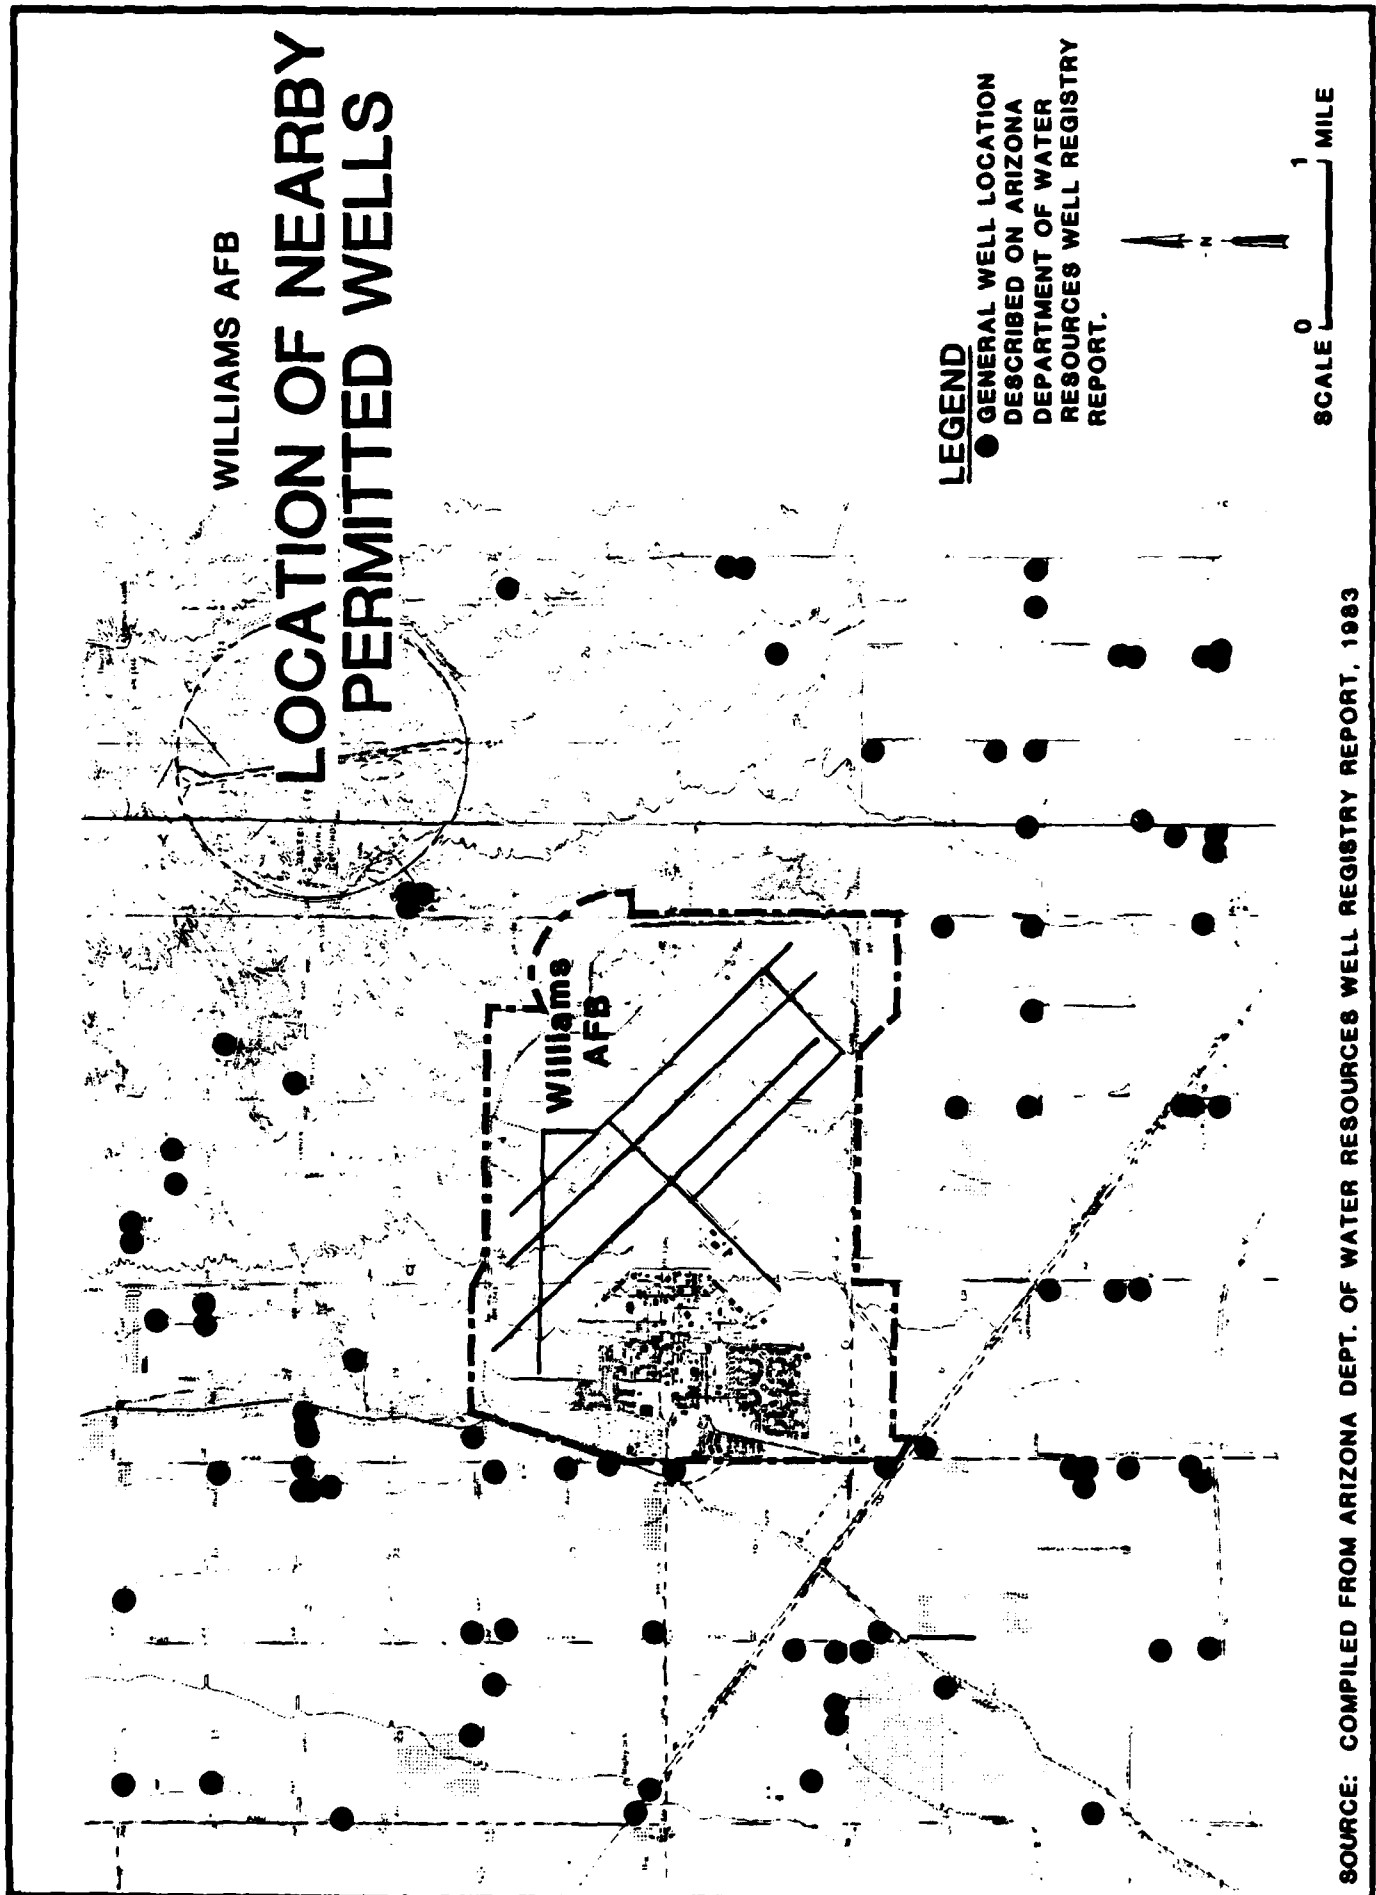 WILLIAMS AFB
LOCATION OF NEARBY
PERMITTED WELLS
Williams
AFB
LEGEND
● GENERAL WELL LOCATION
DESCRIBED ON ARIZONA
DEPARTMENT OF WATER
RESOURCES WELL REGISTRY
REPORT.
N
SCALE 0 1 MILE
SOURCE: COMPILED FROM ARIZONA DEPT. OF WATER RESOURCES WELL REGISTRY REPORT, 1983